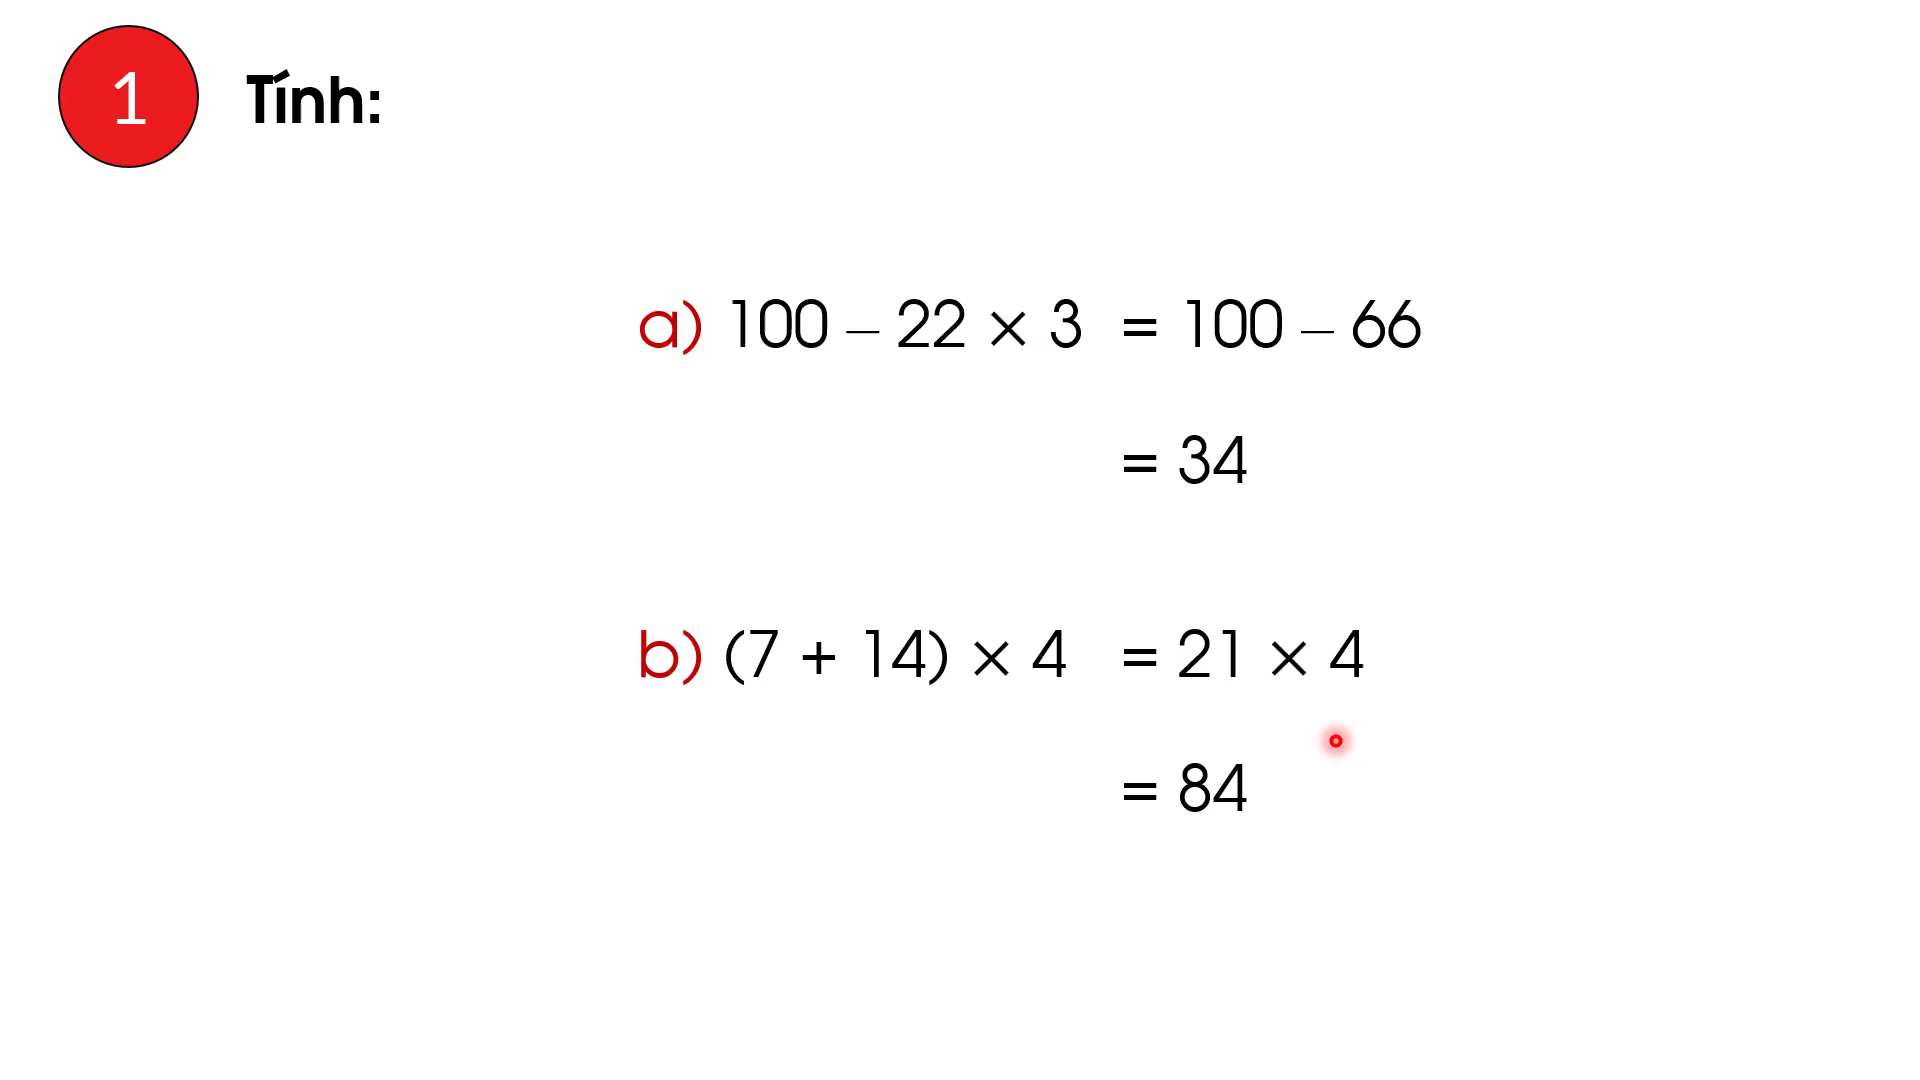 1 Tính:
a) 100 – 22 × 3 = 100 – 66
= 34
b) (7 + 14) × 4 = 21 × 4
= 84